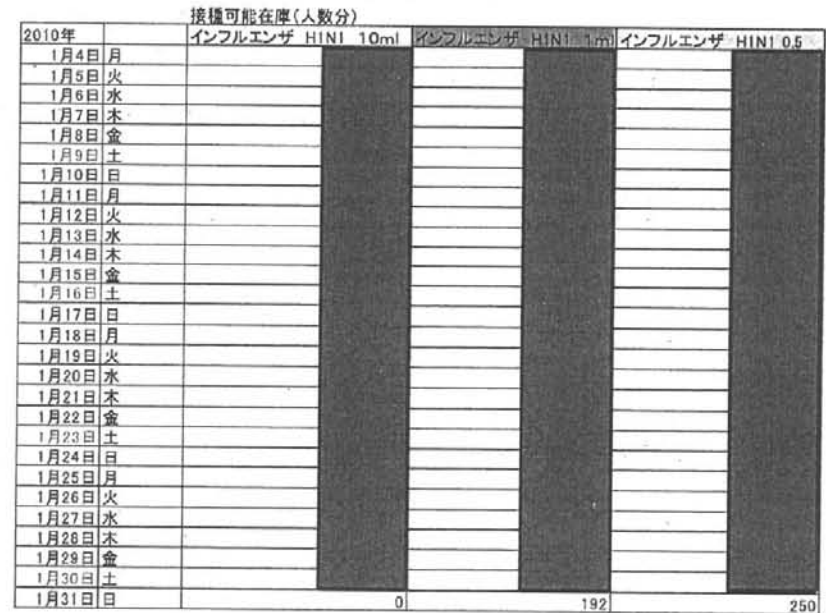 接種可能在庫(人数分)
2010年 インフルエンザ HINI 10ml インフルエンザ HINI 1ml インフルエンザ HINI 0.5
1月4日 月
1月5日 火
1月6日 水
1月7日 木
1月8日 金
1月9日 土
1月10日 日
1月11日 月
1月12日 火
1月13日 水
1月14日 木
1月15日 金
1月16日 土
1月17日 日
1月18日 月
1月19日 火
1月20日 水
1月21日 木
1月22日 金
1月23日 土
1月24日 日
1月25日 月
1月26日 火
1月27日 水
1月28日 木
1月29日 金
1月30日 土
1月31日 日 0 192 250